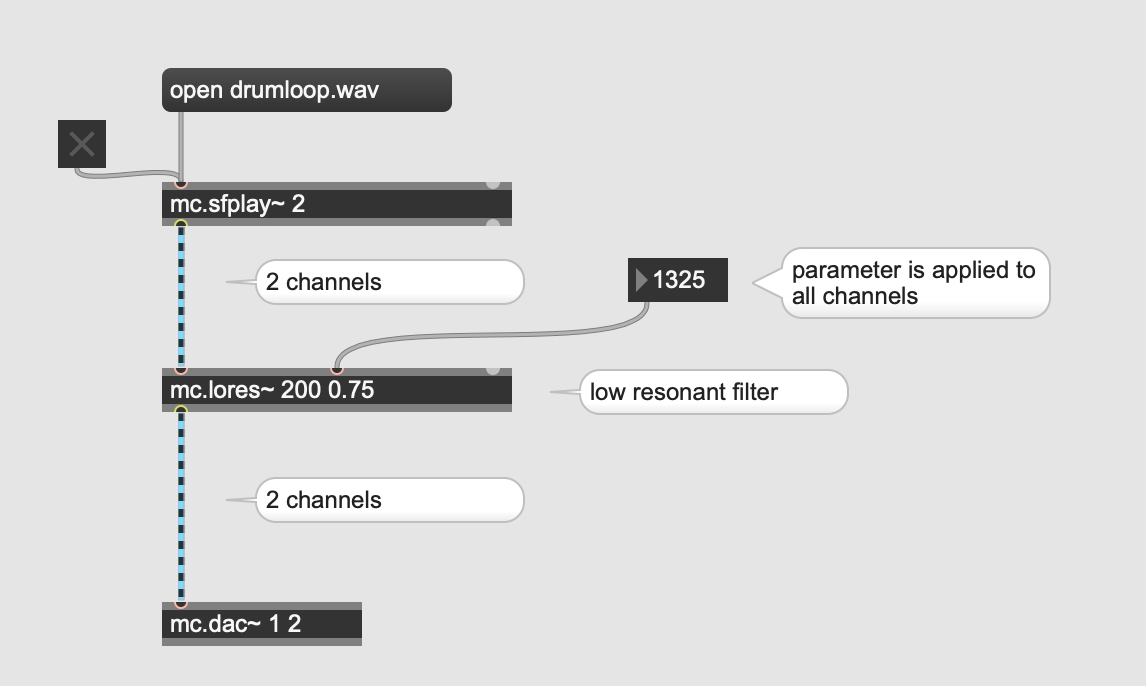 open drumloop.wav
mc.sfplay~ 2
2 channels
1325
parameter is applied to
all channels
mc.lores~ 200 0.75
low resonant filter
2 channels
mc.dac~ 1 2